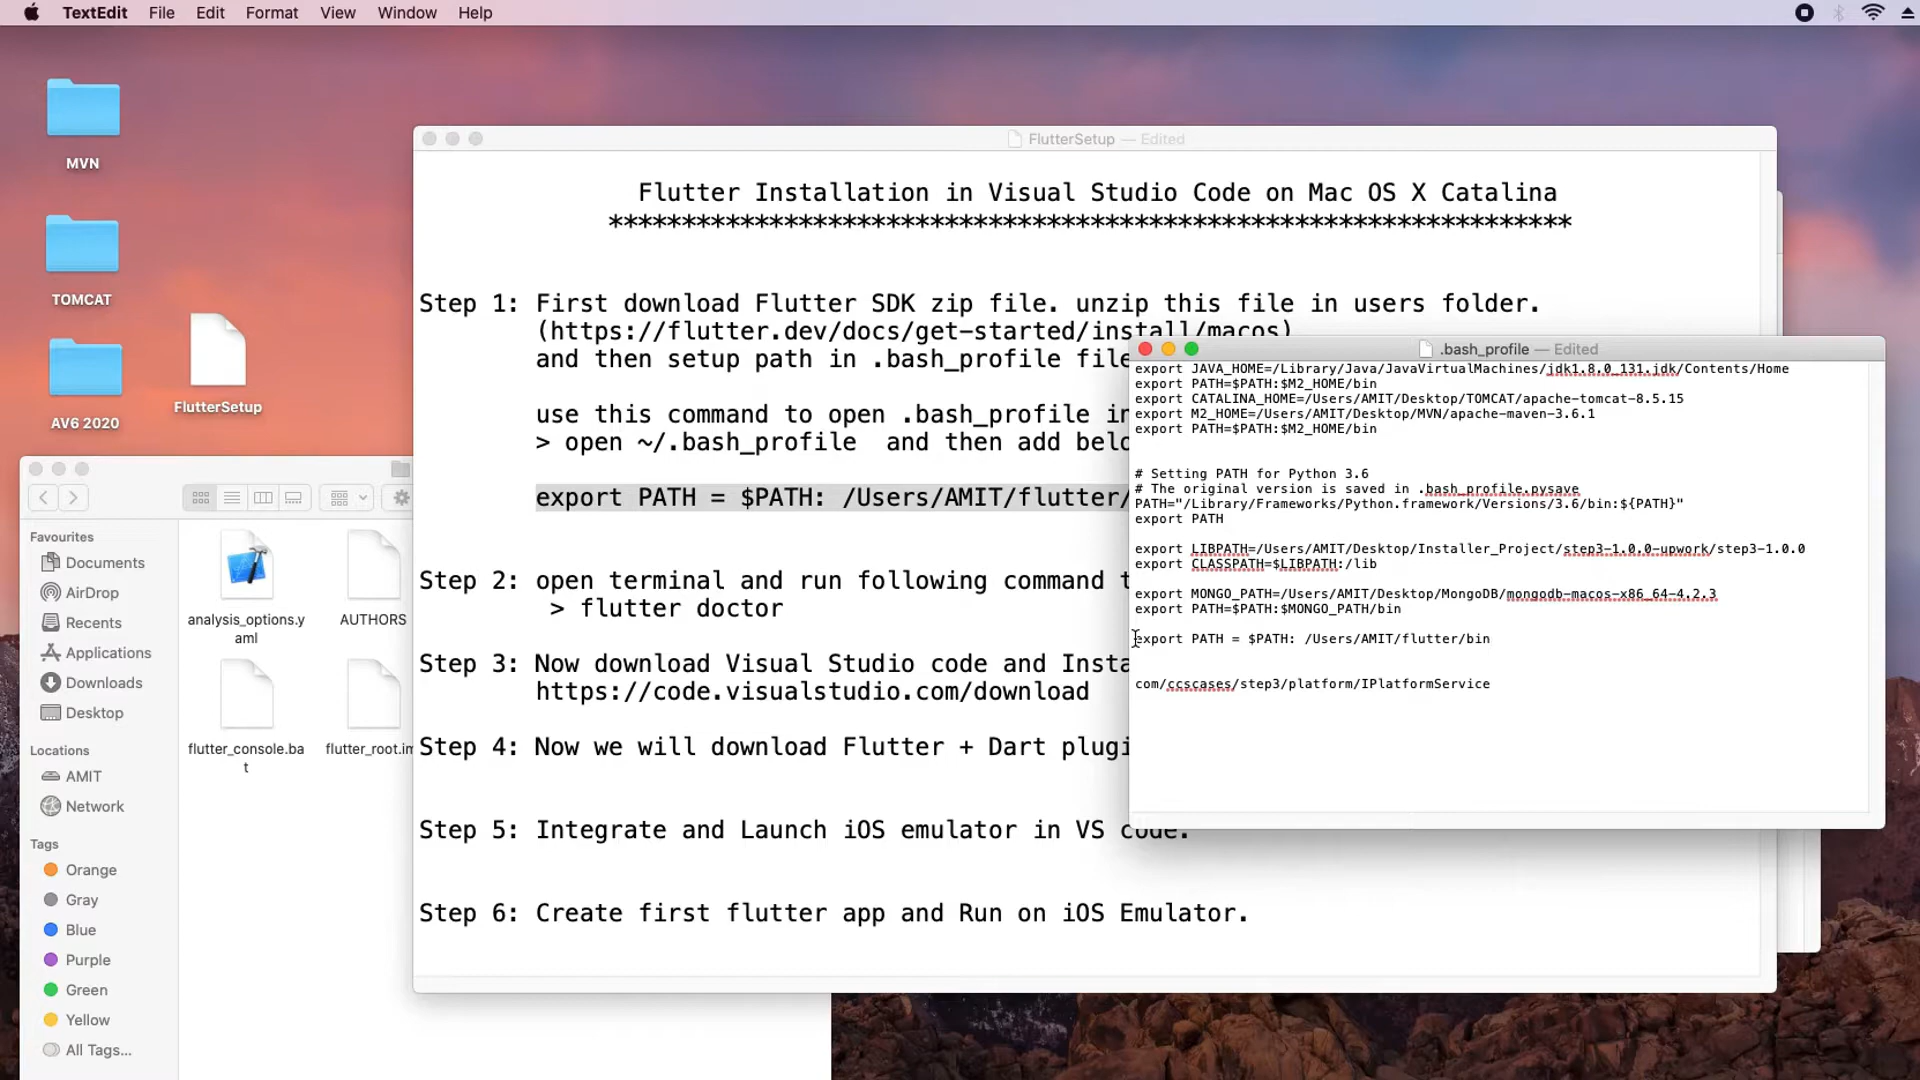 TextEdit File Edit Format View Window Help
MVN
TOMCAT
AV6 2020
FlutterSetup
FlutterSetup — Edited
Flutter Installation in Visual Studio Code on Mac OS X Catalina
******************************************************************
Step 1: First download Flutter SDK zip file. unzip this file in users folder.
(https://flutter.dev/docs/get-started/install/macos)
and then setup path in .bash_profile file
use this command to open .bash_profile in
> open ~/.bash_profile and then add belo
export PATH = $PATH: /Users/AMIT/flutter/
Step 2: open terminal and run following command t
> flutter doctor
Step 3: Now download Visual Studio code and Insta
https://code.visualstudio.com/download
Step 4: Now we will download Flutter + Dart plugi
Step 5: Integrate and Launch iOS emulator in VS code.
Step 6: Create first flutter app and Run on iOS Emulator.
.bash_profile — Edited
export JAVA_HOME=/Library/Java/JavaVirtualMachines/jdk1.8.0_131.jdk/Contents/Home
export PATH=$PATH:$M2_HOME/bin
export CATALINA_HOME=/Users/AMIT/Desktop/TOMCAT/apache-tomcat-8.5.15
export M2_HOME=/Users/AMIT/Desktop/MVN/apache-maven-3.6.1
export PATH=$PATH:$M2_HOME/bin
# Setting PATH for Python 3.6
# The original version is saved in .bash_profile.pysave
PATH="/Library/Frameworks/Python.framework/Versions/3.6/bin:${PATH}"
export PATH
export LIBPATH=/Users/AMIT/Desktop/Installer_Project/step3-1.0.0-upwork/step3-1.0.0
export CLASSPATH=$LIBPATH:/lib
export MONGO_PATH=/Users/AMIT/Desktop/MongoDB/mongodb-macos-x86_64-4.2.3
export PATH=$PATH:$MONGO_PATH/bin
export PATH = $PATH: /Users/AMIT/flutter/bin
com/ccscases/step3/platform/IPlatformService
Favourites
Documents
AirDrop
Recents
Applications
Downloads
Desktop
Locations
AMIT
Network
Tags
Orange
Gray
Blue
Purple
Green
Yellow
All Tags...
analysis_options.y
aml
AUTHORS
flutter_console.ba
t
flutter_root.im